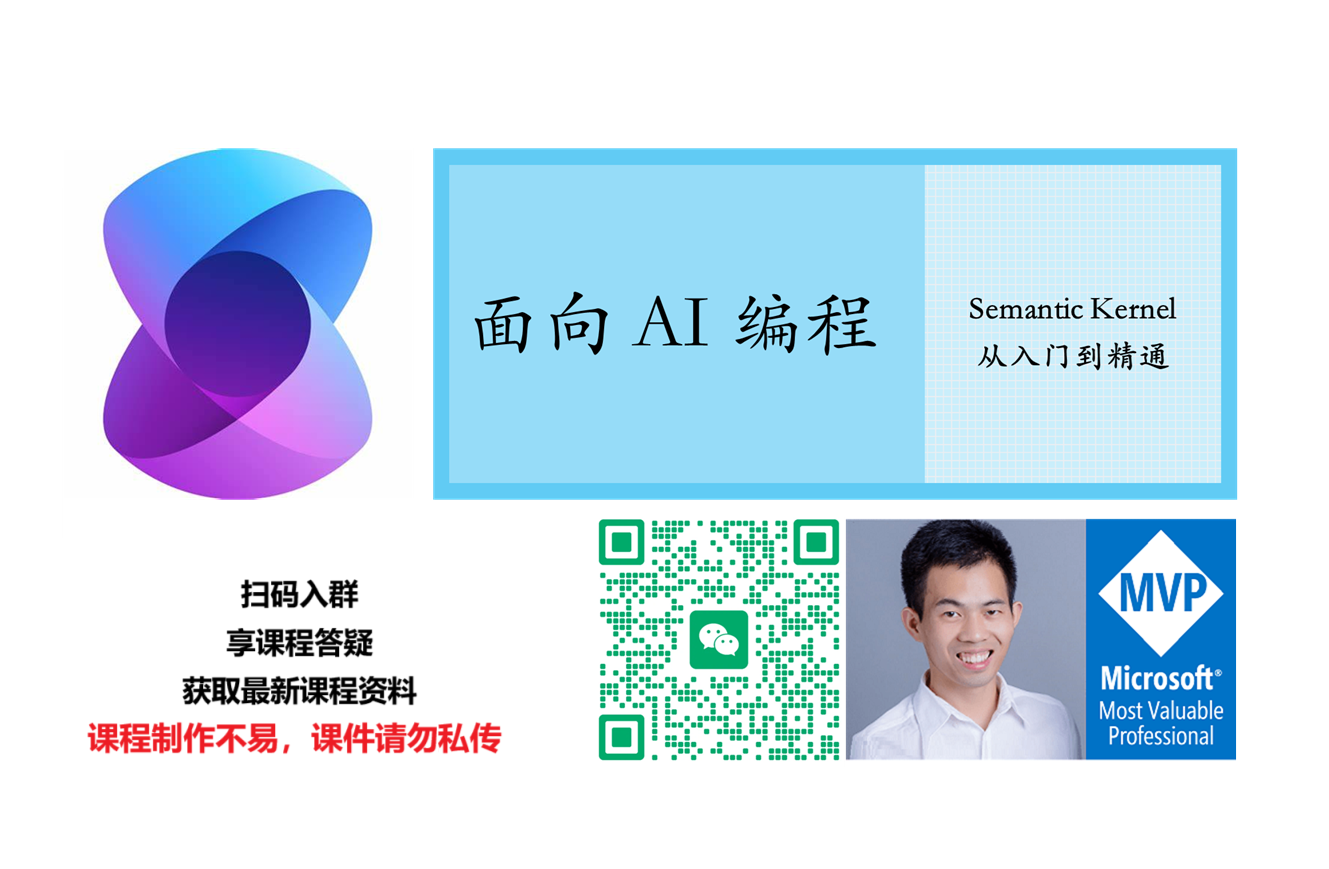 面向 AI 编程
Semantic Kernel
从入门到精通
扫码入群
享课程答疑
获取最新课程资料
课程制作不易，课件请勿私传
MVP
Microsoft®
Most Valuable
Professional